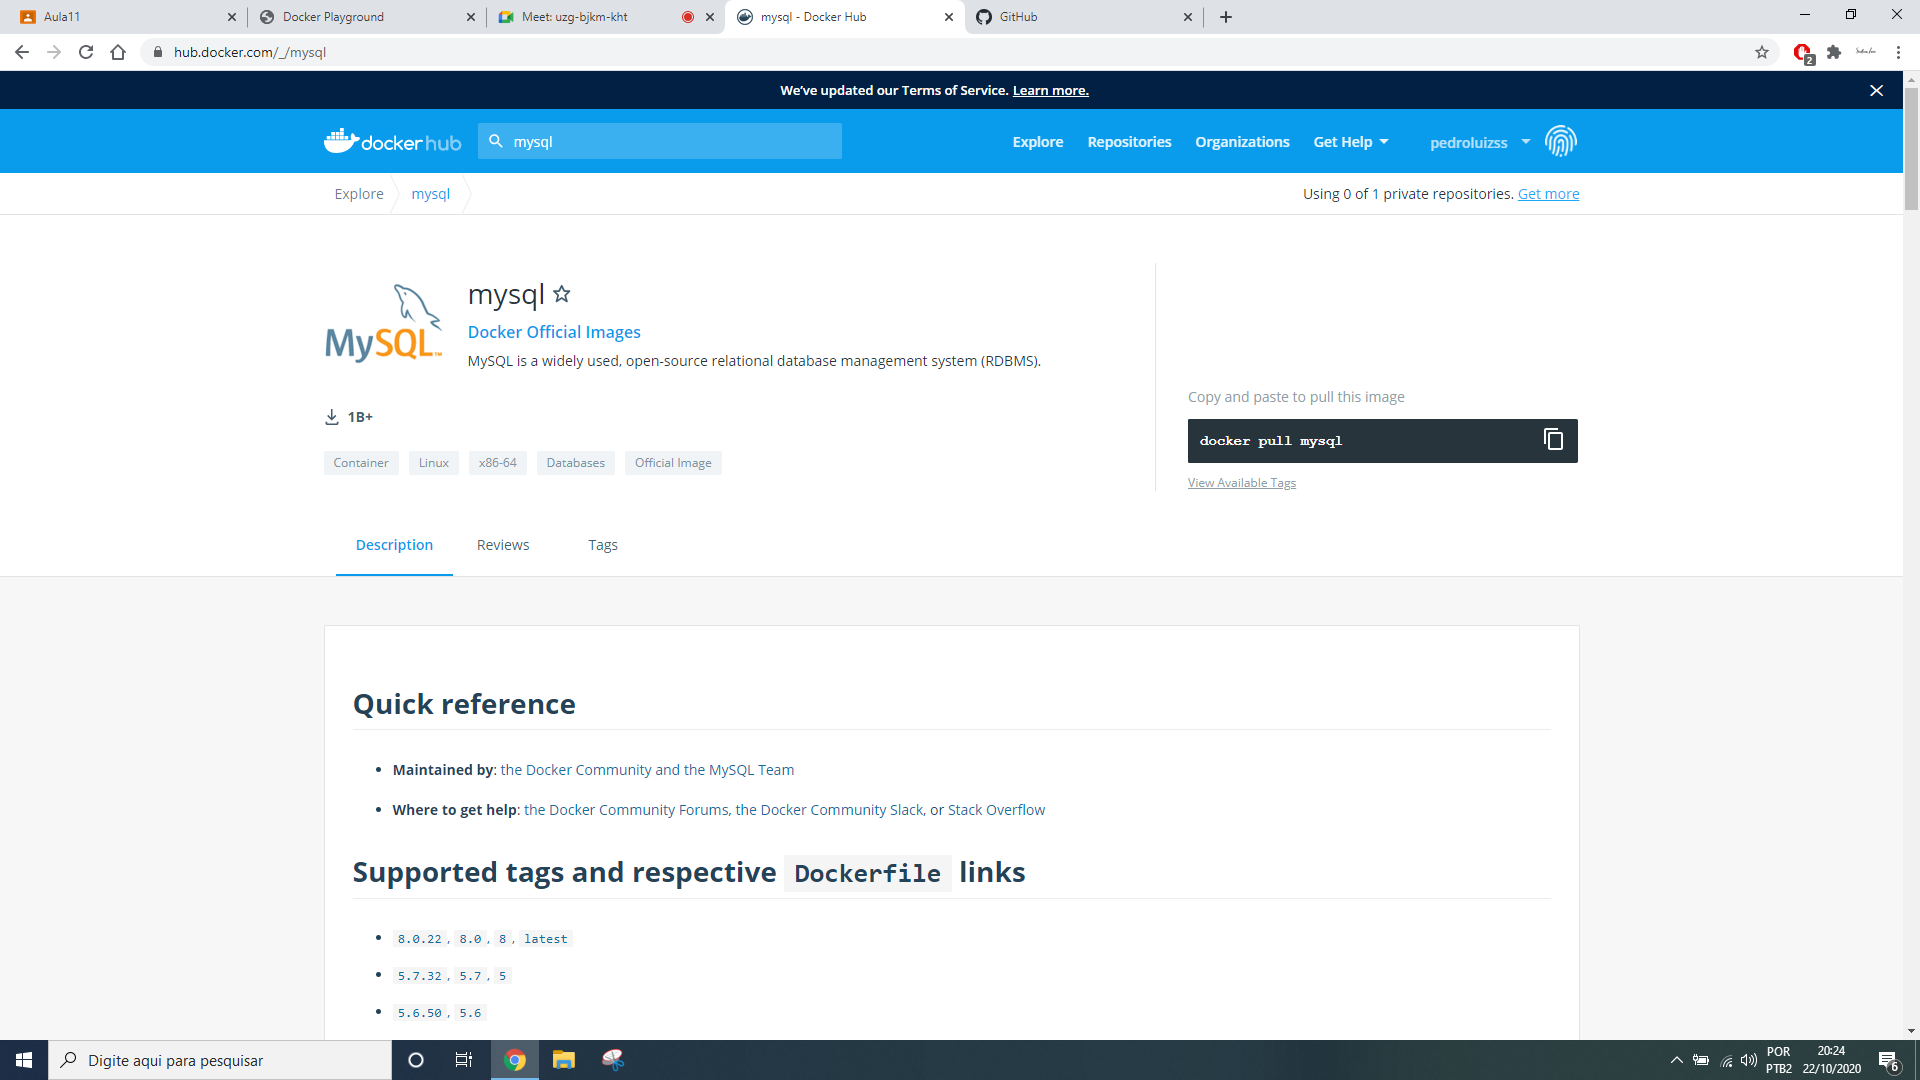 Aula11
Docker Playground
Meet: uzg-bjkm-kht
mysql - Docker Hub
GitHub
hub.docker.com/_/mysql
2
We've updated our Terms of Service. Learn more.
dockerhub
mysql
Explore
Repositories
Organizations
Get Help
pedroluizss
Explore
mysql
Using 0 of 1 private repositories. Get more
MySQL™
mysql
Docker Official Images
MySQL is a widely used, open-source relational database management system (RDBMS).
1B+
Container
Linux
x86-64
Databases
Official Image
Copy and paste to pull this image
docker pull mysql
View Available Tags
Description
Reviews
Tags
Quick reference
Maintained by: the Docker Community and the MySQL Team
Where to get help: the Docker Community Forums, the Docker Community Slack, or Stack Overflow
Supported tags and respective Dockerfile links
8.0.22, 8.0, 8, latest
5.7.32, 5.7, 5
5.6.50, 5.6
Digite aqui para pesquisar
POR
PTB2
20:24
22/10/2020
6